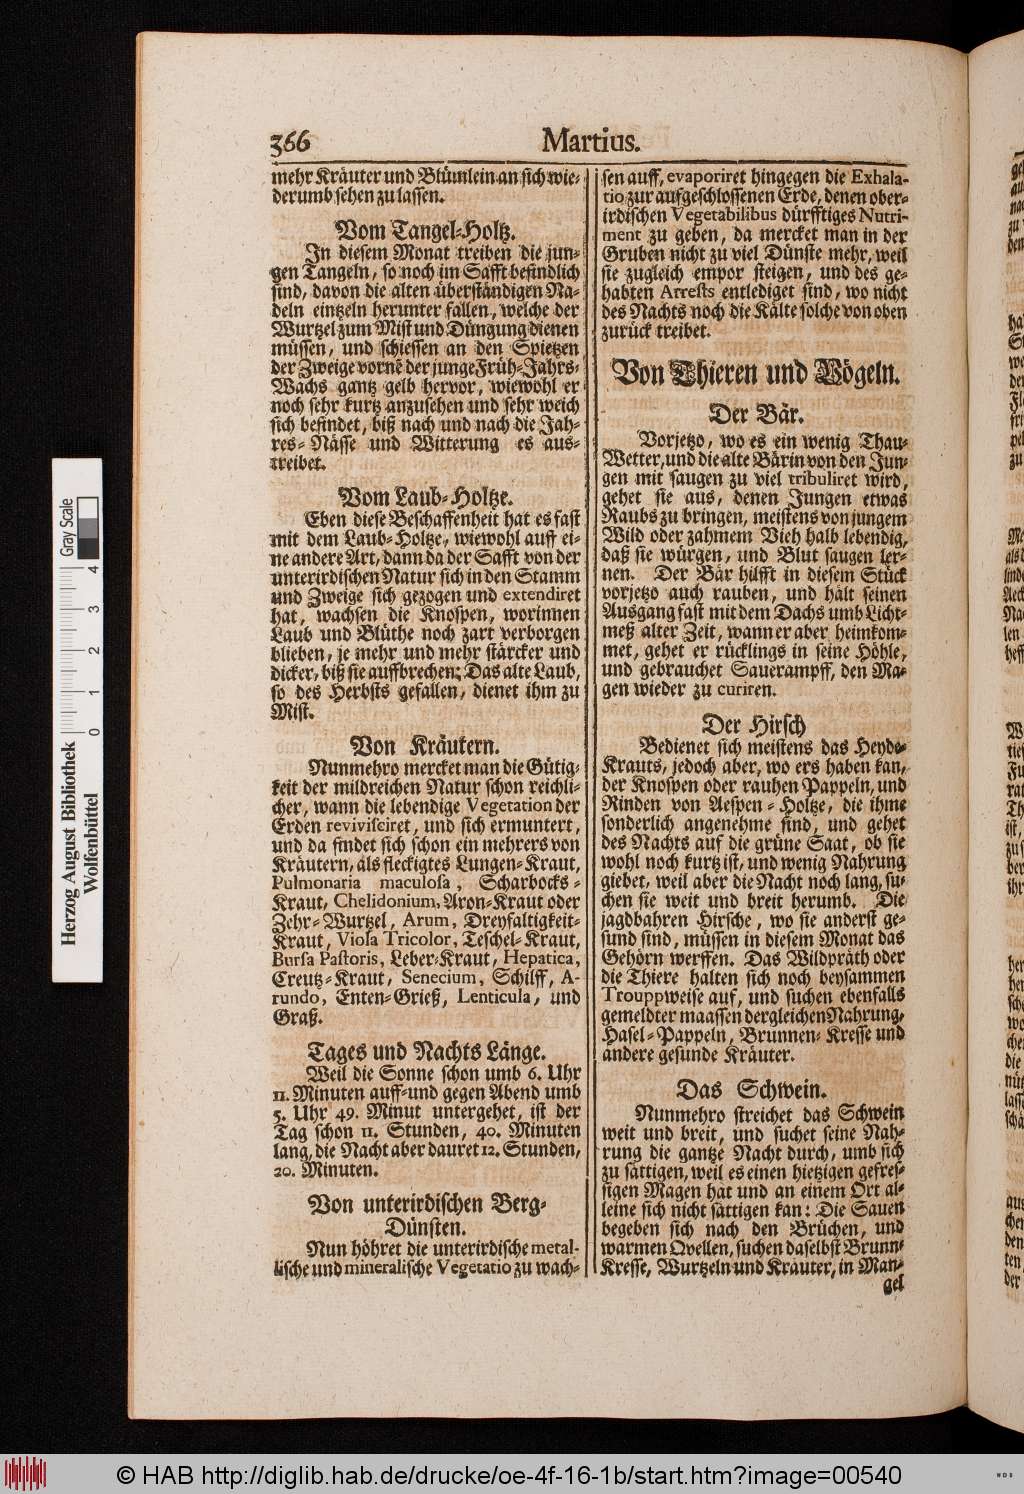 366
Martius.
mehr Kräuter und Blümlein an sich wie-
derumb sehen zu lassen.
Vom Tangel-Holtz.
In diesem Monat treiben die jun-
gen Tangeln, so noch im Safft befindlich
sind, davon die alten überständigen Na-
deln eintzeln herunter fallen, welche der
Wurtzel zum Mist und Düngung dienen
müssen, und schiessen an den Spietzen
der Zweige vornē der junge Früh-Jahrs-
Wachs gantz gelb hervor, wiewohl er
noch sehr kurtz anzusehen und sehr weich
sich befindet, biß nach und nach die Jah-
res-Nässe und Witterung es aus-
treibet.
Vom Laub-Holtze.
Eben diese Beschaffenheit hat es fast
mit dem Laub-Holtze, wiewohl auff ei-
ne andere Art, dann da der Safft von der
unterirdischen Natur sich in den Stamm
und Zweige sich gezogen und extendiret
hat, wachsen die Knospen, worinnen
Laub und Blüthe noch zart verborgen
blieben, je mehr und mehr stärcker und
dicker, biß sie auffbrechen; Das alte Laub,
so des Herbsts gefallen, dienet ihm zu
Mist.
Von Kräutern.
Nunmehro mercket man die Gütig-
keit der mildreichen Natur schon reichli-
cher, wann die lebendige Vegetation der
Erden revivisciret, und sich ermuntert,
und da findet sich schon ein mehrers von
Kräutern, als fleckigtes Lungen-Kraut,
Pulmonaria maculosa, Scharbocks-
Kraut, Chelidonium, Aron-Kraut oder
Zehr-Wurtzel, Arum, Dreyfaltigkeit-
Kraut, Viola Tricolor, Teschel-Kraut,
Bursa Pastoris, Leber-Kraut, Hepatica,
Creutz-Kraut, Senecium, Schilff, A-
rundo, Enten-Grieß, Lenticula, und
Graß.
Tages und Nachts Länge.
Weil die Sonne schon umb 6. Uhr
11. Minuten auff-und gegen Abend umb
5. Uhr 49. Minut untergehet, ist der
Tag schon 11. Stunden, 40. Minuten
lang, die Nacht aber dauret 12. Stunden,
20. Minuten.
Von unterirdischen Berg-
Dünsten.
Nun höhret die unterirdische metal-
lische und mineralische Vegetatio zu wach-
sen auff, evaporiret hingegen die Exhala-
tio zur aufgeschlossenen Erde, denen ober-
irdischen Vegetabilibus dürfftiges Nutri-
ment zu geben, da mercket man in der
Gruben nicht zu viel Dünste mehr, weil
sie zugleich empor steigen, und des ge-
habten Arrests entlediget sind, wo nicht
des Nachts noch die Kälte solche von oben
zurück treibet.
Von Thieren und Vögeln.
Der Bär.
Vorjetzo, wo es ein wenig Thau-
Wetter, und die alte Bärin von den Jun-
gen mit saugen zu viel tribuliret wird,
gehet sie aus, denen Jungen etwas
Raubs zu bringen, meistens von jungem
Wild oder zahmem Vieh halb lebendig,
daß sie würgen, und Blut saugen ler-
nen. Der Bär hilfft in diesem Stück
vorjetzo auch rauben, und hält seinen
Ausgang fast mit dem Dachs umb Licht-
meß alter Zeit, wann er aber heimkom-
met, gehet er rücklings in seine Höhle,
und gebrauchet Sauerampff, den Ma-
gen wieder zu curiren.
Der Hirsch
Bedienet sich meistens das Heyde-
Krauts, jedoch aber, wo ers haben kan,
der Knospen oder rauhen Pappeln, und
Rinden von Aespen-Holtze, die ihme
sonderlich angenehme sind, und gehet
des Nachts auf die grüne Saat, ob sie
wohl noch kurtz ist, und wenig Nahrung
giebet, weil aber die Nacht noch lang, su-
chen sie weit und breit herumb. Die
jagdbahren Hirsche, wo sie anderst ge-
sund sind, müssen in diesem Monat das
Gehörn werffen. Das Wildpräth oder
die Thiere halten sich noch beysammen
Trouppweise auf, und suchen ebenfalls
gemeldter maassen dergleichen Nahrung,
Hasel-Pappeln, Brunnen-Kresse und
andere gesunde Kräuter.
Das Schwein.
Nunmehro streichet das Schwein
weit und breit, und suchet seine Nah-
rung die gantze Nacht durch, umb sich
zu sättigen, weil es einen hietzigen gefres-
sigen Magen hat und an einem Ort al-
leine sich nicht sättigen kan: Die Sauen
begeben sich nach den Brüchen, und
warmen Qvellen, suchen daselbst Brunn-
Kresse, Wurtzeln und Kräuter, in Man-
gel
Herzog August Bibliothek
Wolfenbüttel
0 1 2 3 4
Gray Scale
© HAB http://diglib.hab.de/drucke/oe-4f-16-1b/start.htm?image=00540